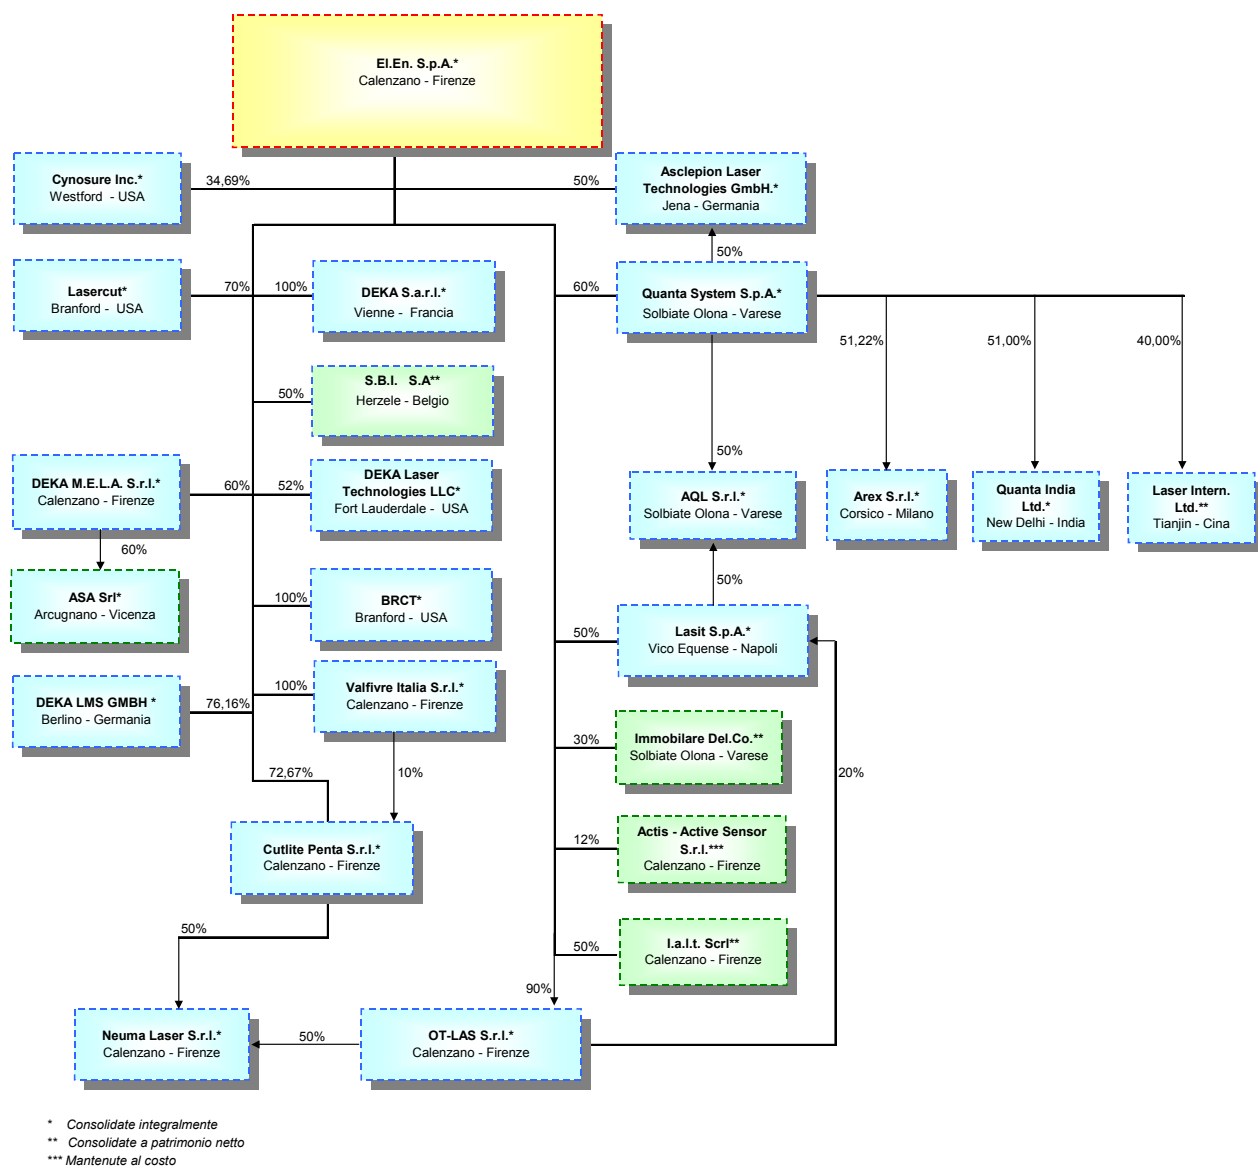 El.En. S.p.A.*
Calenzano - Firenze
Cynosure Inc.*
Westford - USA
34,69%
50%
Asclepion Laser
Technologies GmbH.*
Jena - Germania
50%
Lasercut*
Branford - USA
70%
100%
DEKA S.a.r.l.*
Vienne - Francia
60%
Quanta System S.p.A.*
Solbiate Olona - Varese
51,22%
51,00%
40,00%
50%
S.B.I. S.A**
Herzele - Belgio
50%
DEKA M.E.L.A. S.r.l.*
Calenzano - Firenze
60%
52%
DEKA Laser
Technologies LLC*
Fort Lauderdale - USA
AQL S.r.l.*
Solbiate Olona - Varese
Arex S.r.l.*
Corsico - Milano
Quanta India
Ltd.*
New Delhi - India
Laser Intern.
Ltd.**
Tianjin - Cina
60%
ASA Srl*
Arcugnano - Vicenza
100%
BRCT*
Branford - USA
50%
50%
Lasit S.p.A.*
Vico Equense - Napoli
DEKA LMS GMBH *
Berlino - Germania
76,16%
100%
Valfivre Italia S.r.l.*
Calenzano - Firenze
30%
Immobilare Del.Co.**
Solbiate Olona - Varese
72,67%
10%
20%
Cutlite Penta S.r.l.*
Calenzano - Firenze
12%
Actis - Active Sensor
S.r.l.***
Calenzano - Firenze
50%
50%
I.a.l.t. Scrl**
Calenzano - Firenze
90%
Neuma Laser S.r.l.*
Calenzano - Firenze
50%
OT-LAS S.r.l.*
Calenzano - Firenze
* Consolidate integralmente
** Consolidate a patrimonio netto
*** Mantenute al costo